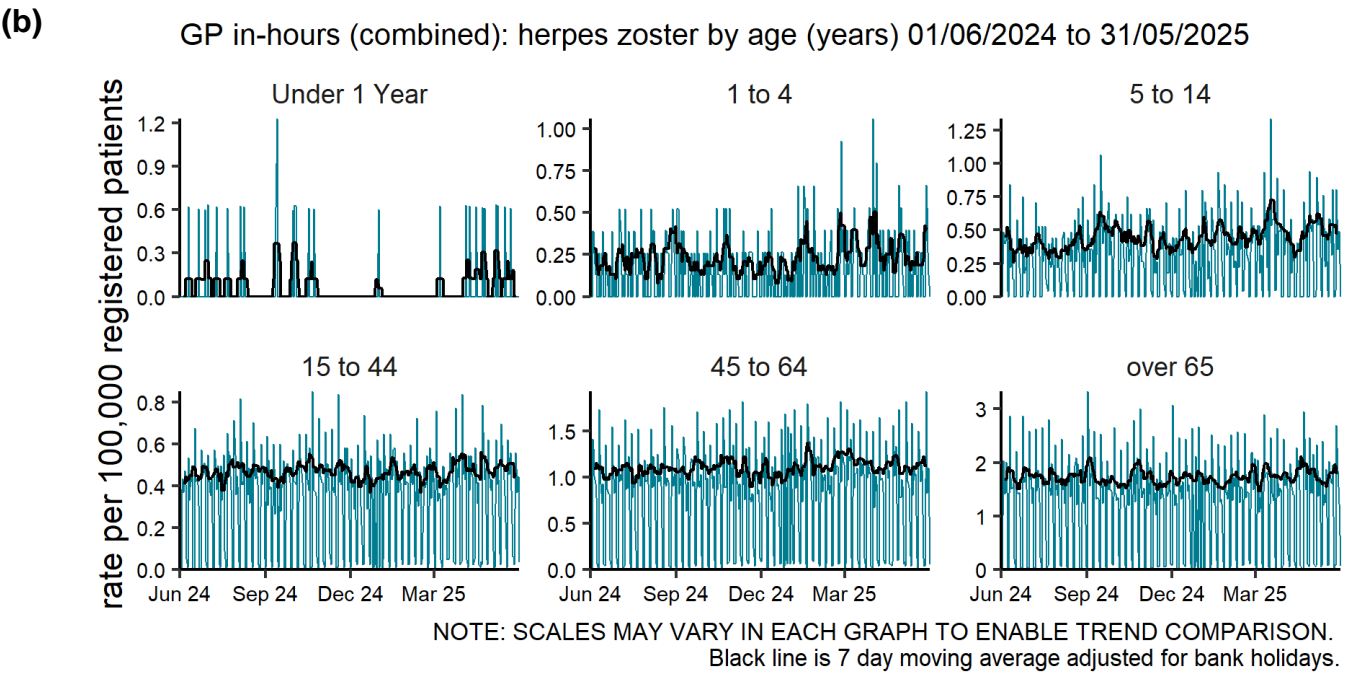 (b)
GP in-hours (combined): herpes zoster by age (years) 01/06/2024 to 31/05/2025
rate per 100,000 registered patients
Under 1 Year
1.2
0.9
0.6
0.3
0.0
1 to 4
1.00
0.75
0.50
0.25
0.00
5 to 14
1.25
1.00
0.75
0.50
0.25
0.00
15 to 44
0.8
0.6
0.4
0.2
0.0
Jun 24 Sep 24 Dec 24 Mar 25
45 to 64
1.5
1.0
0.5
0.0
Jun 24 Sep 24 Dec 24 Mar 25
over 65
3
2
1
0
Jun 24 Sep 24 Dec 24 Mar 25
NOTE: SCALES MAY VARY IN EACH GRAPH TO ENABLE TREND COMPARISON.
Black line is 7 day moving average adjusted for bank holidays.